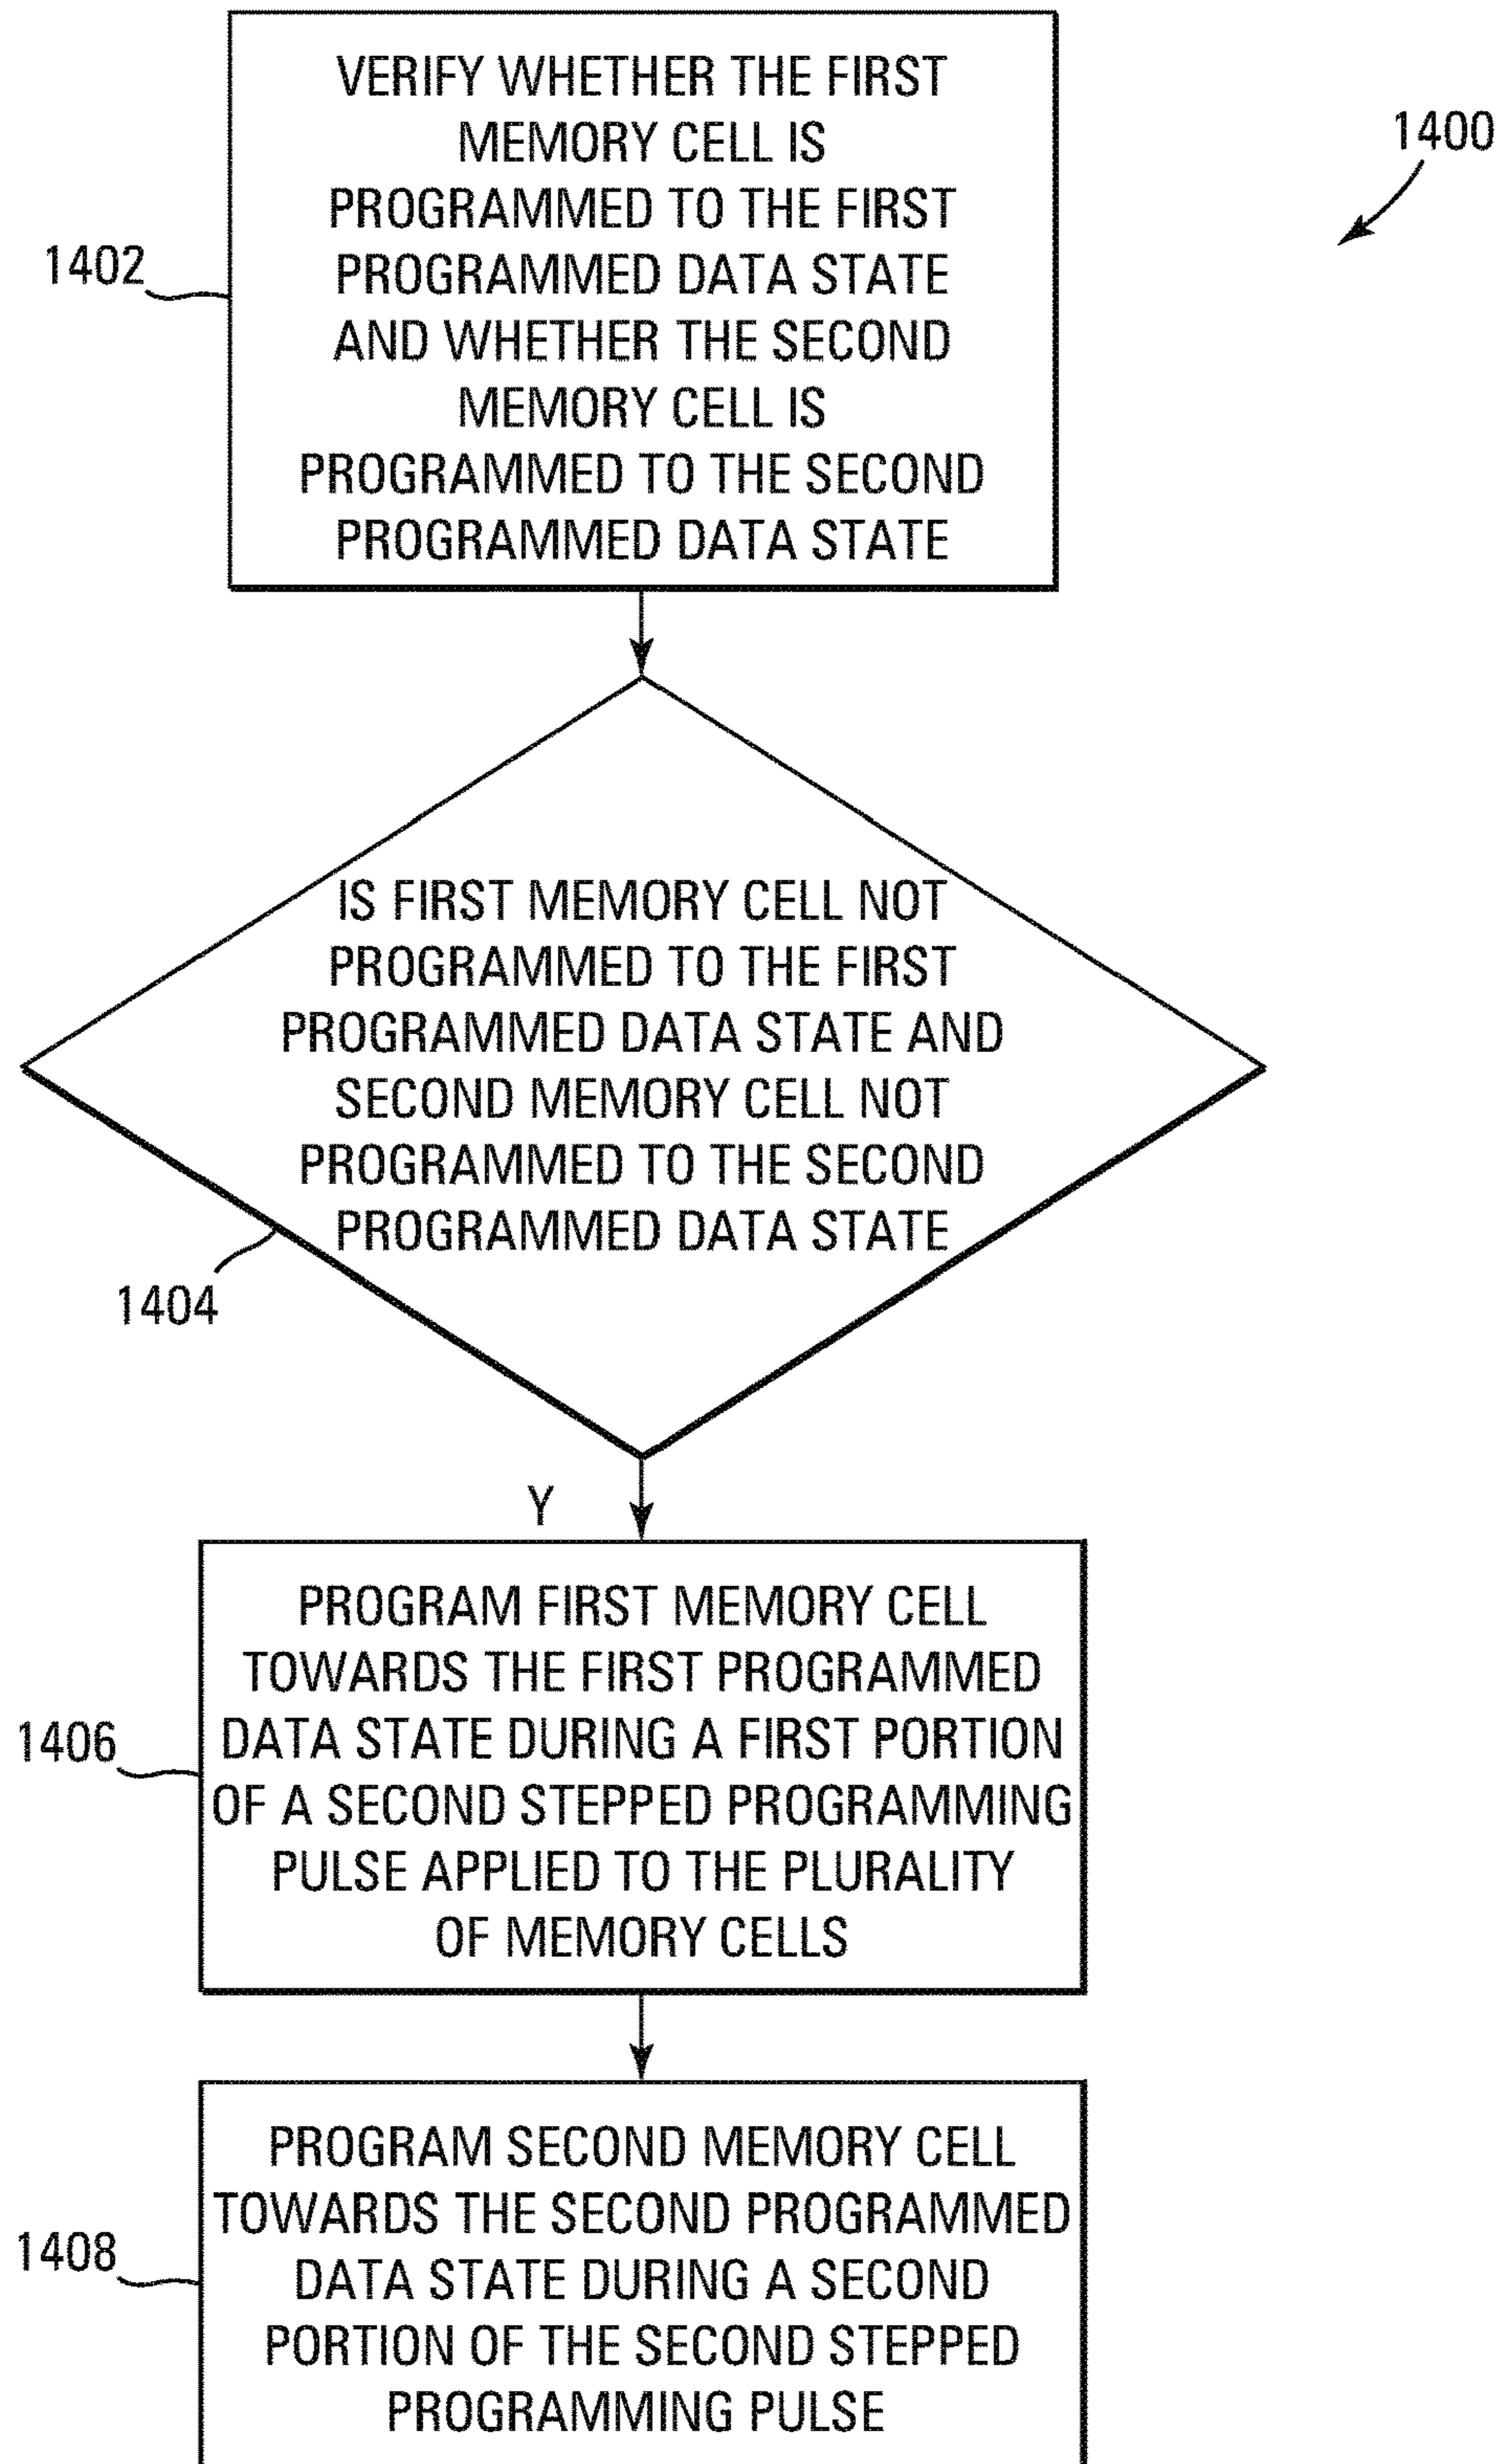 VERIFY WHETHER THE FIRST
MEMORY CELL IS
PROGRAMMED TO THE FIRST
PROGRAMMED DATA STATE
AND WHETHER THE SECOND
MEMORY CELL IS
PROGRAMMED TO THE SECOND
PROGRAMMED DATA STATE
1400
1402
IS FIRST MEMORY CELL NOT
PROGRAMMED TO THE FIRST
PROGRAMMED DATA STATE AND
SECOND MEMORY CELL NOT
PROGRAMMED TO THE SECOND
PROGRAMMED DATA STATE
1404
Y
PROGRAM FIRST MEMORY CELL
TOWARDS THE FIRST PROGRAMMED
DATA STATE DURING A FIRST PORTION
OF A SECOND STEPPED PROGRAMMING
PULSE APPLIED TO THE PLURALITY
OF MEMORY CELLS
1406
PROGRAM SECOND MEMORY CELL
TOWARDS THE SECOND PROGRAMMED
DATA STATE DURING A SECOND
PORTION OF THE SECOND STEPPED
PROGRAMMING PULSE
1408